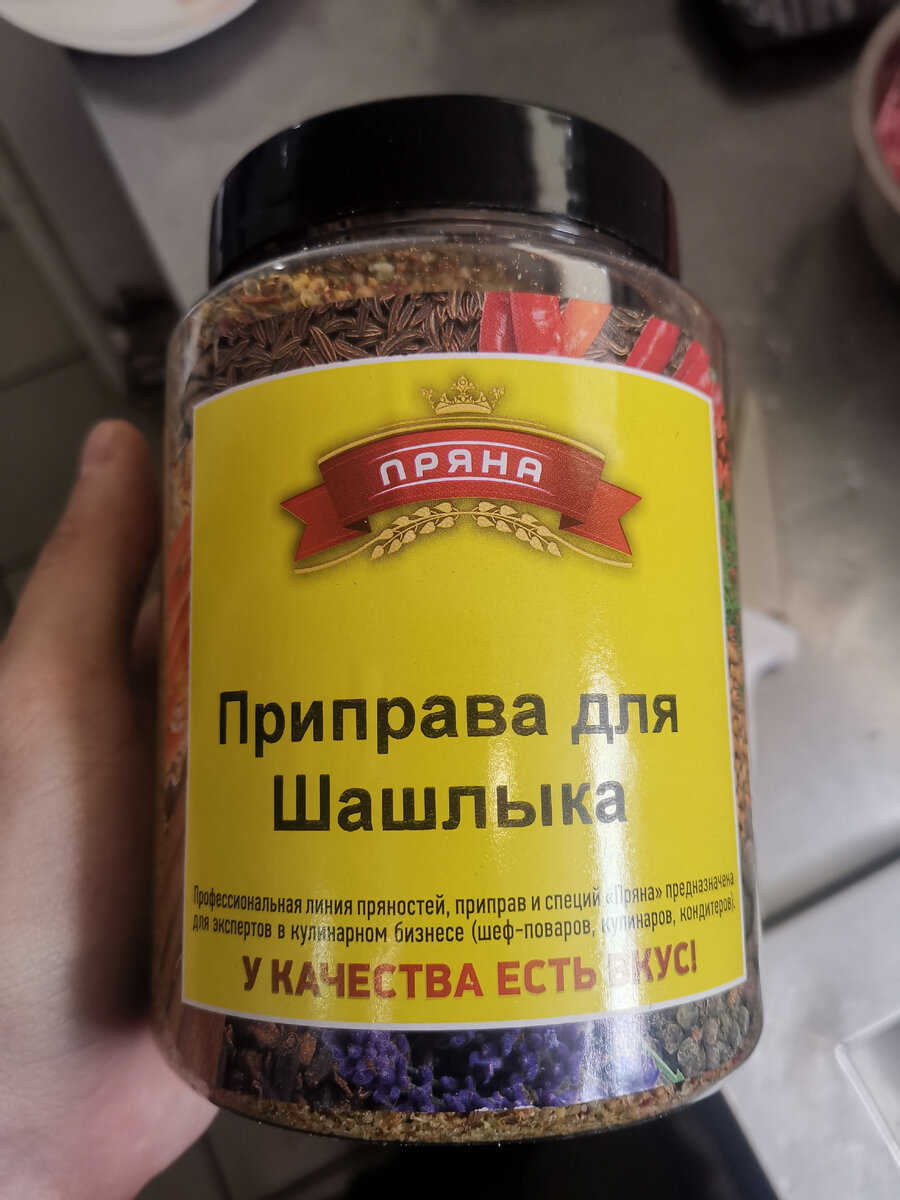 ПРЯНА
Приправа для
Шашлыка
Профессиональная линия пряностей, приправ и специй «Пряна» предназначена
для экспертов в кулинарном бизнесе (шеф-поваров, кулинаров, кондитеров).
У КАЧЕСТВА ЕСТЬ ВКУС!